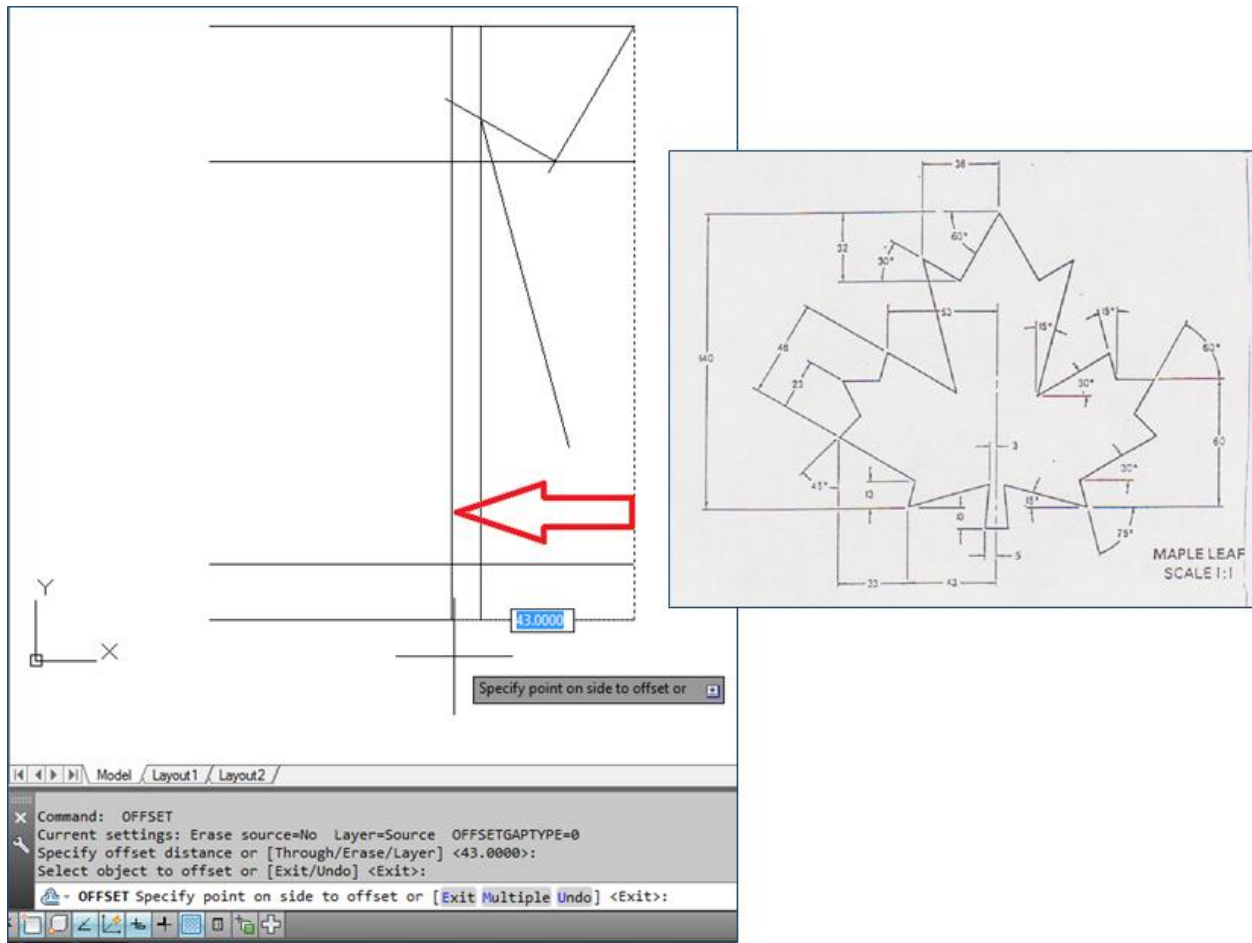 43.0000
Specify point on side to offset or
Y
X
Model Layout1 Layout2
Command: OFFSET
Current settings: Erase source=No Layer=Source OFFSETGAPTYPE=0
Specify offset distance or [Through/Erase/Layer] <43.0000>:
Select object to offset or [Exit/Undo] <Exit>:
OFFSET Specify point on side to offset or [Exit Multiple Undo] <Exit>:
38
60°
32
30°
53
15°
15°
60°
46
140
23
30°
3
60
45°
13
10
15°
30°
75°
5
33
43
MAPLE LEAF
SCALE 1:1